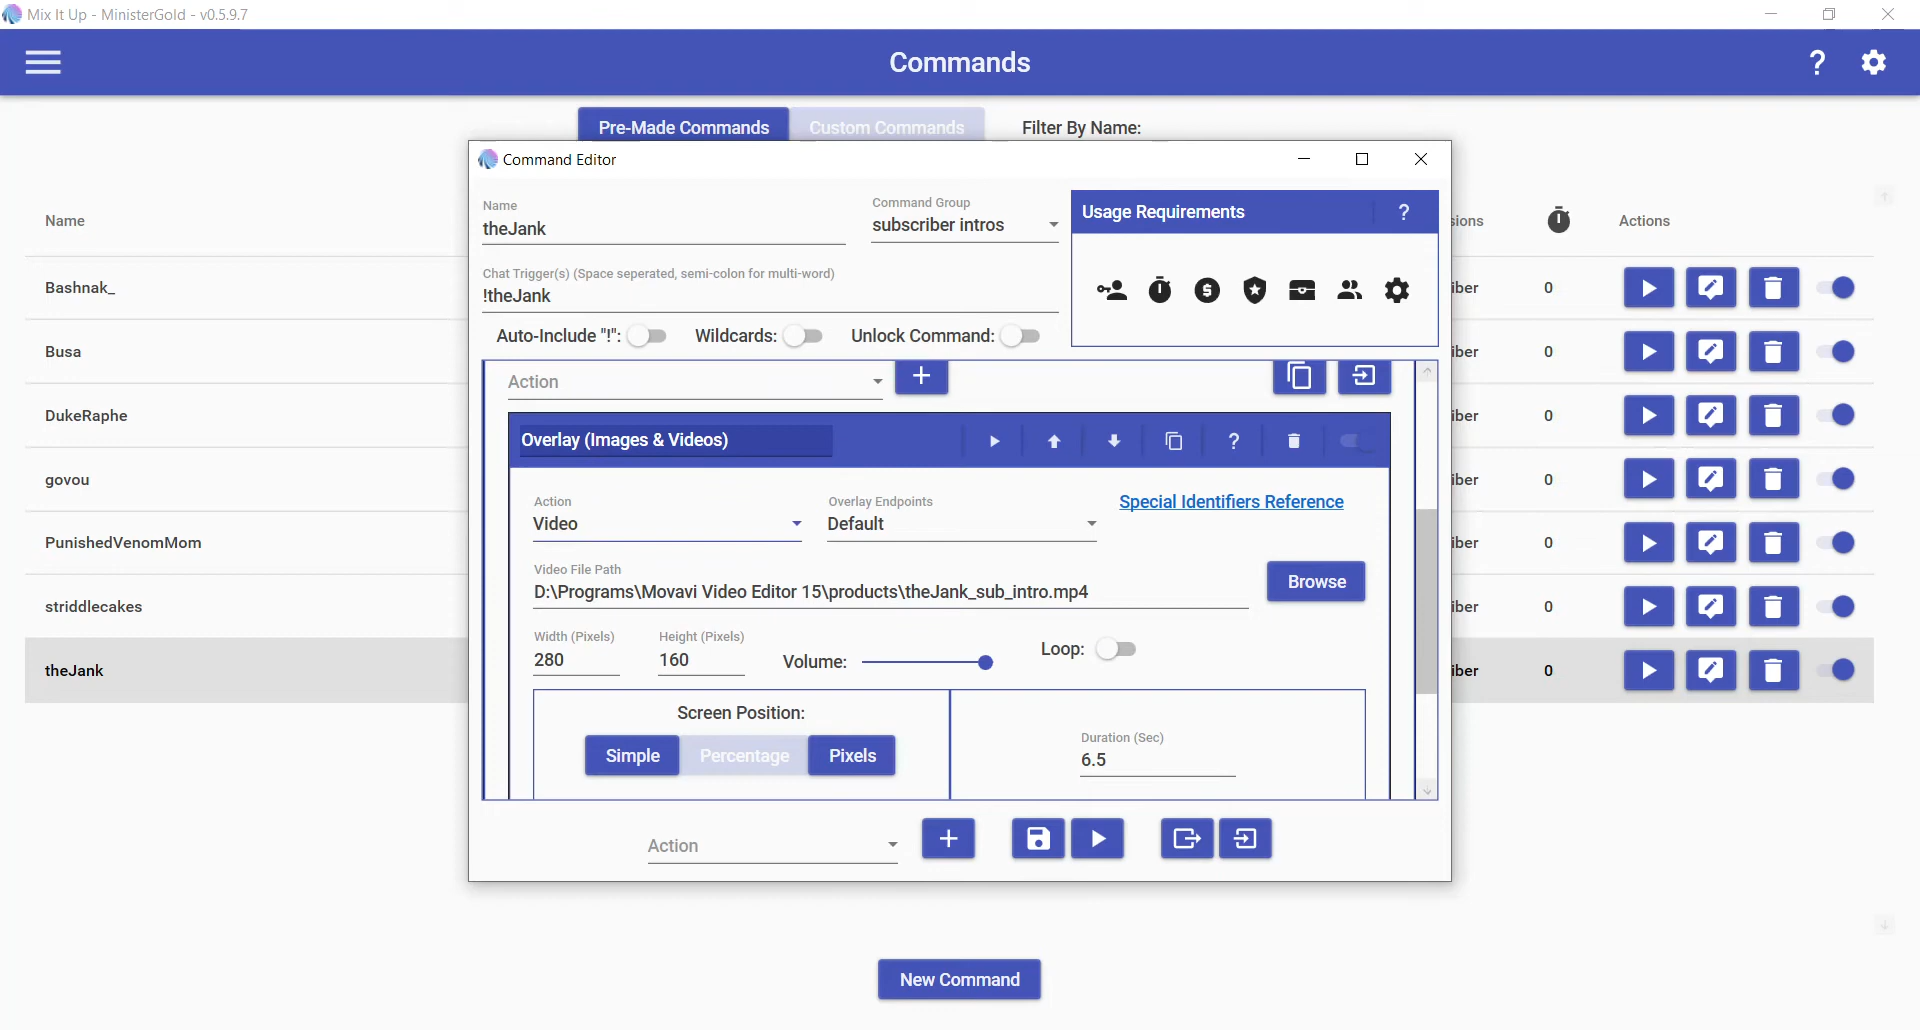 Mix It Up - MinisterGold - v0.5.9.7
Commands
?
Pre-Made Commands
Custom Commands
Filter By Name:
Command Editor
Name
theJank
Command Group
subscriber intros
Usage Requirements
?
Chat Trigger(s) (Space seperated, semi-colon for multi-word)
!theJank
Auto-Include "!":
Wildcards:
Unlock Command:
Action
Overlay (Images & Videos)
?
Action
Video
Overlay Endpoints
Default
Special Identifiers Reference
Video File Path
D:\Programs\Movavi Video Editor 15\products\theJank_sub_intro.mp4
Browse
Width (Pixels)
280
Height (Pixels)
160
Volume:
Loop:
Screen Position:
Simple
Percentage
Pixels
Duration (Sec)
6.5
Action
Name
sions
Actions
Bashnak_
iber 0
Busa
iber 0
DukeRaphe
iber 0
govou
iber 0
PunishedVenomMom
iber 0
striddlecakes
iber 0
theJank
iber 0
New Command